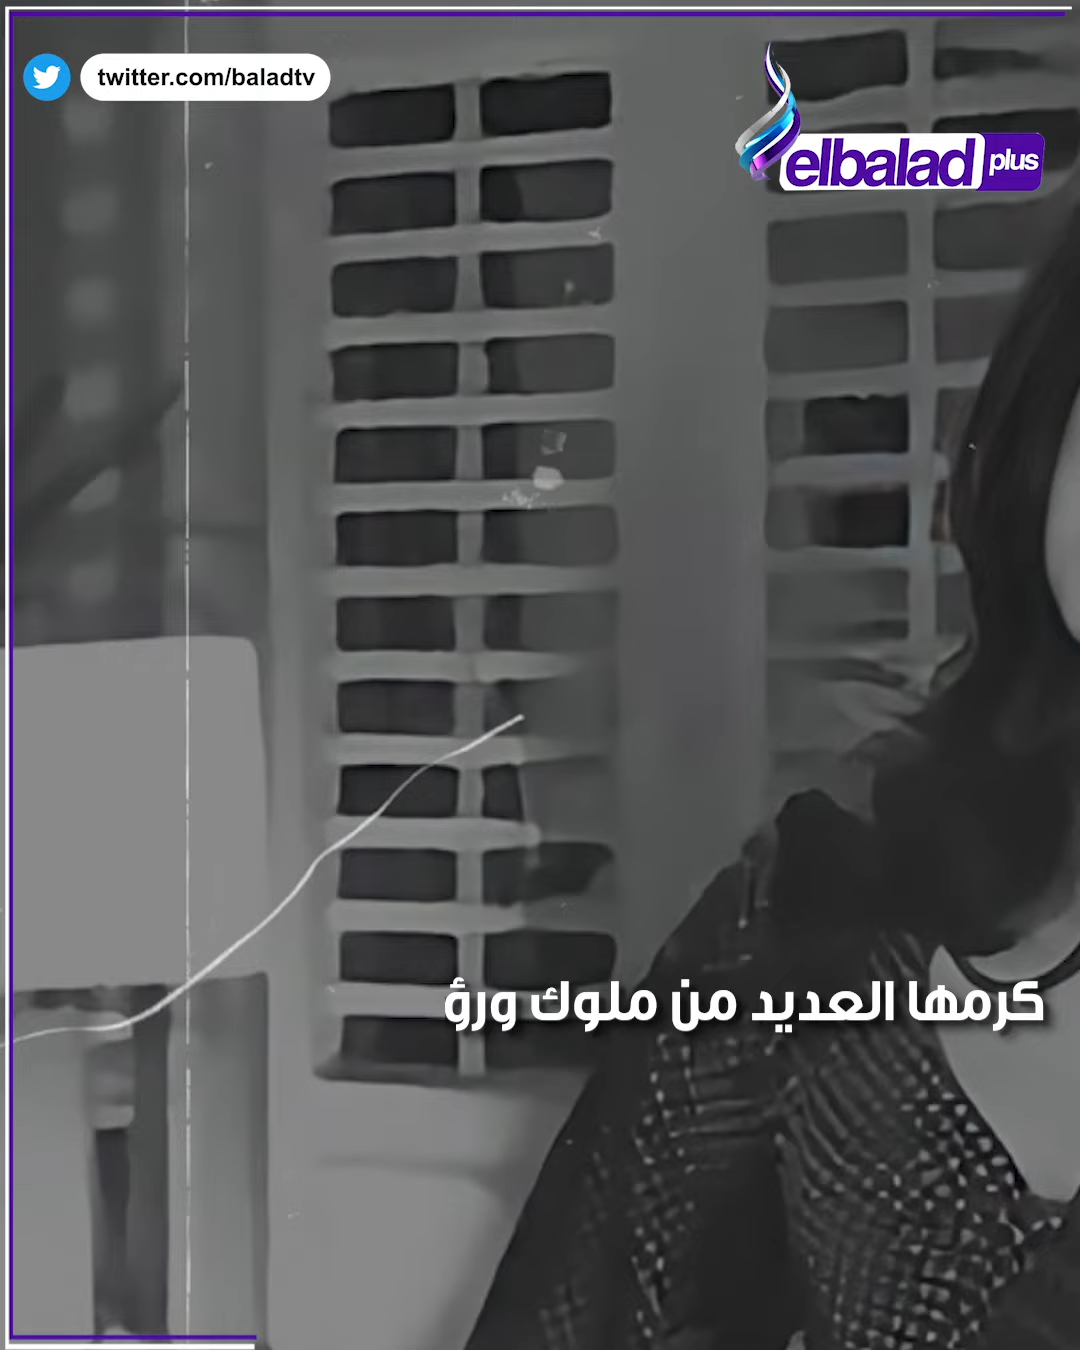 twitter.com/baladtv
elbalad plus
كرمها العديد من ملوك ورؤ